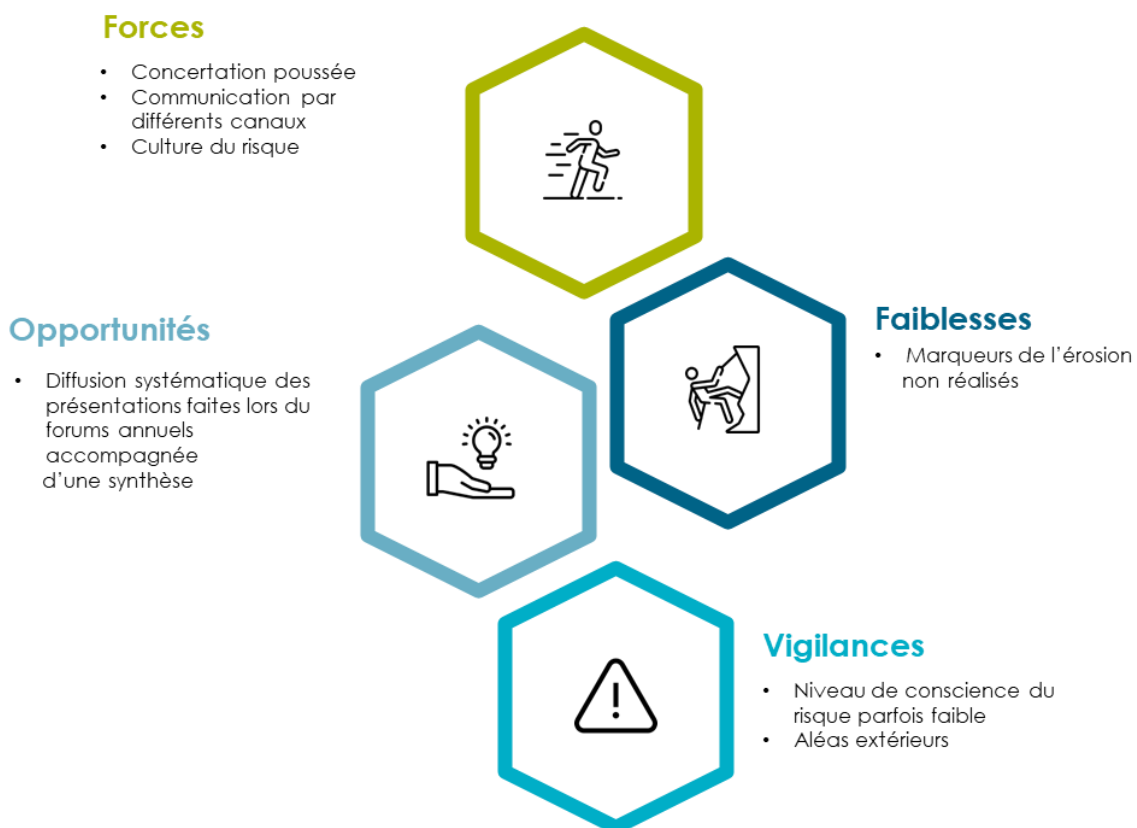 Forces
• Concertation poussée
• Communication par
différents canaux
• Culture du risque
Opportunités
• Diffusion systématique des
présentations faites lors du
forums annuels
accompagnée
d'une synthèse
Faiblesses
• Marqueurs de l'érosion
non réalisés
Vigilances
• Niveau de conscience du
risque parfois faible
• Aléas extérieurs